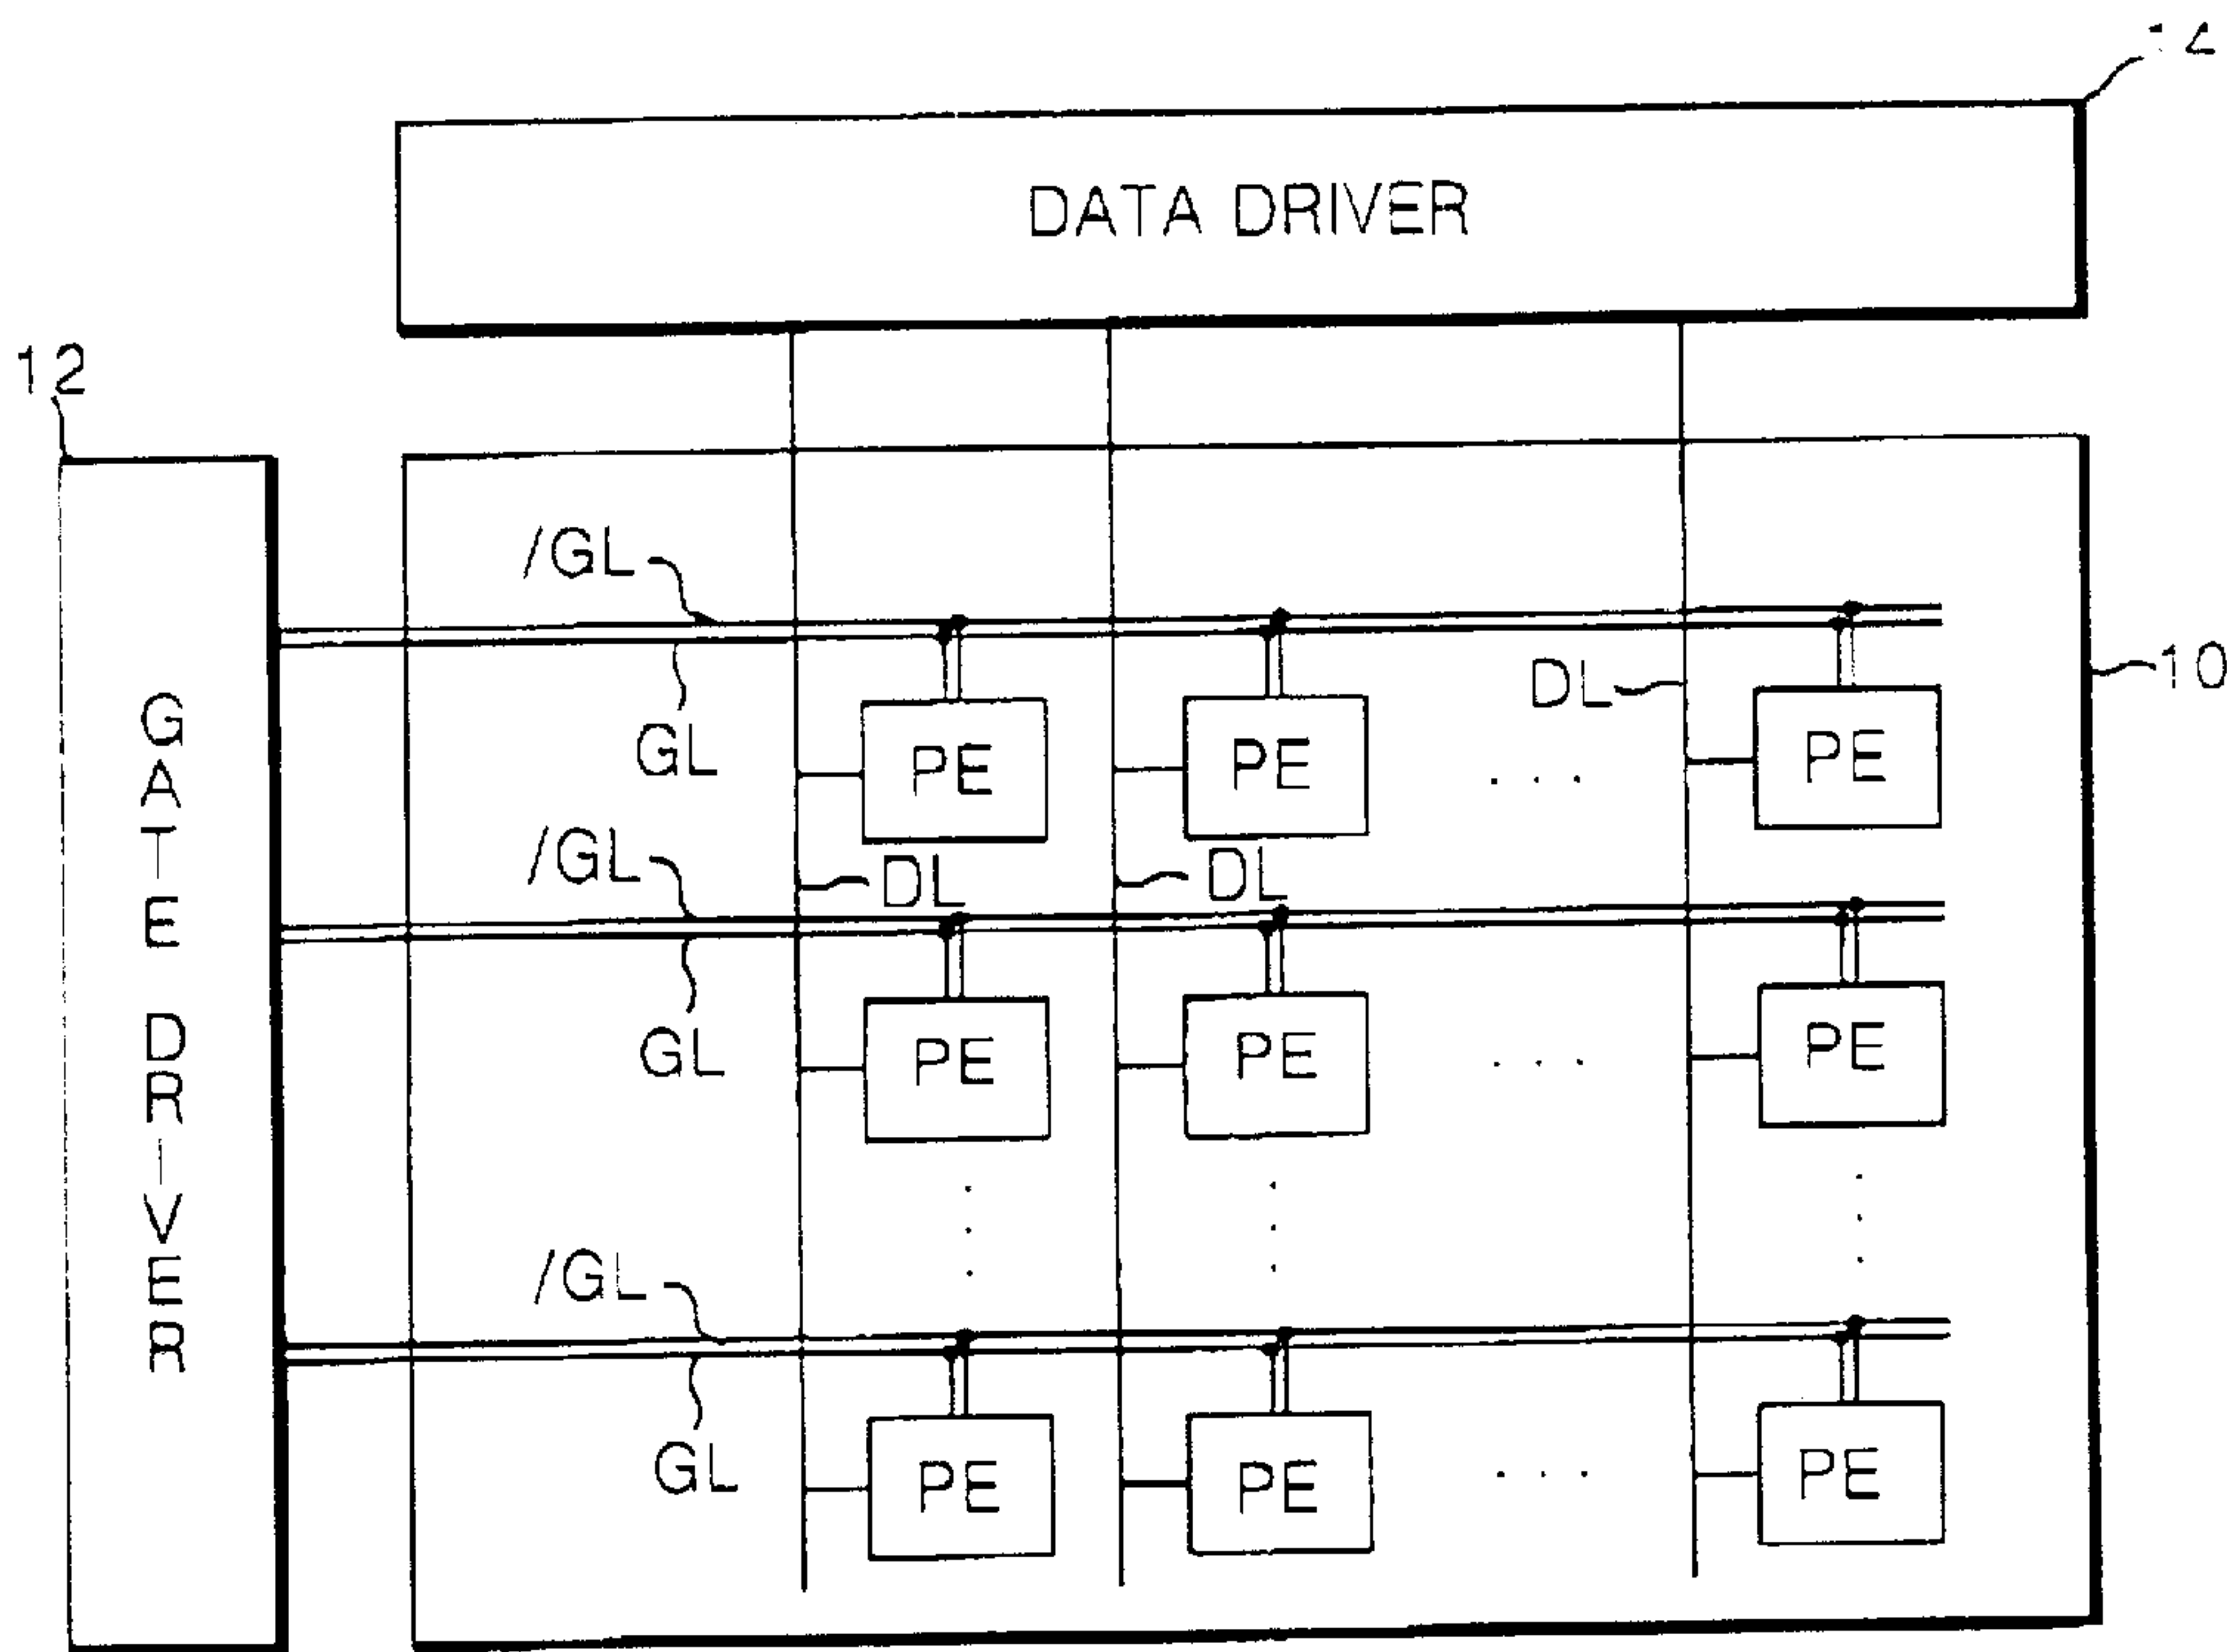 14
DATA DRIVER
12
/GL
10
DL
GL
PE PE . . . PE
/GL
DL DL
GATE DRIVER
GL
PE PE . . . PE
/GL
GL
PE PE . . . PE